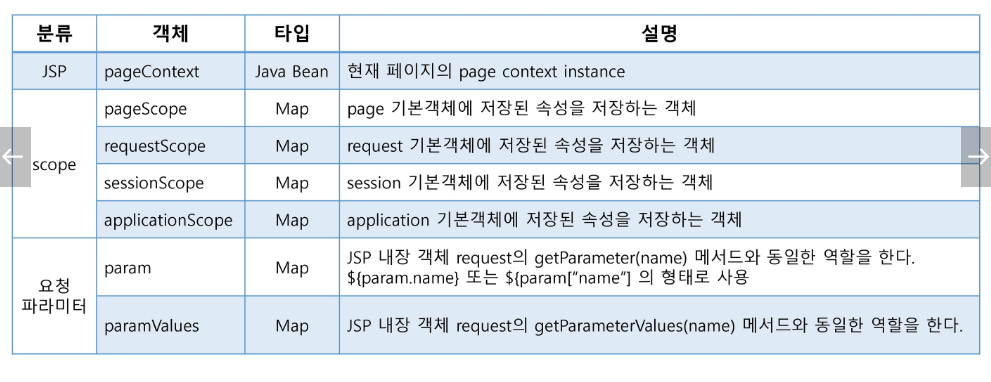 분류 객체 타입 설명
JSP pageContext Java Bean 현재 페이지의 page context instance
scope pageScope Map page 기본객체에 저장된 속성을 저장하는 객체
requestScope Map request 기본객체에 저장된 속성을 저장하는 객체
sessionScope Map session 기본객체에 저장된 속성을 저장하는 객체
applicationScope Map application 기본객체에 저장된 속성을 저장하는 객체
요청
파라미터
param Map JSP 내장 객체 request의 getParameter(name) 메서드와 동일한 역할을 한다.
${param.name} 또는 ${param[“name”] 의 형태로 사용
paramValues Map JSP 내장 객체 request의 getParameterValues(name) 메서드와 동일한 역할을 한다.